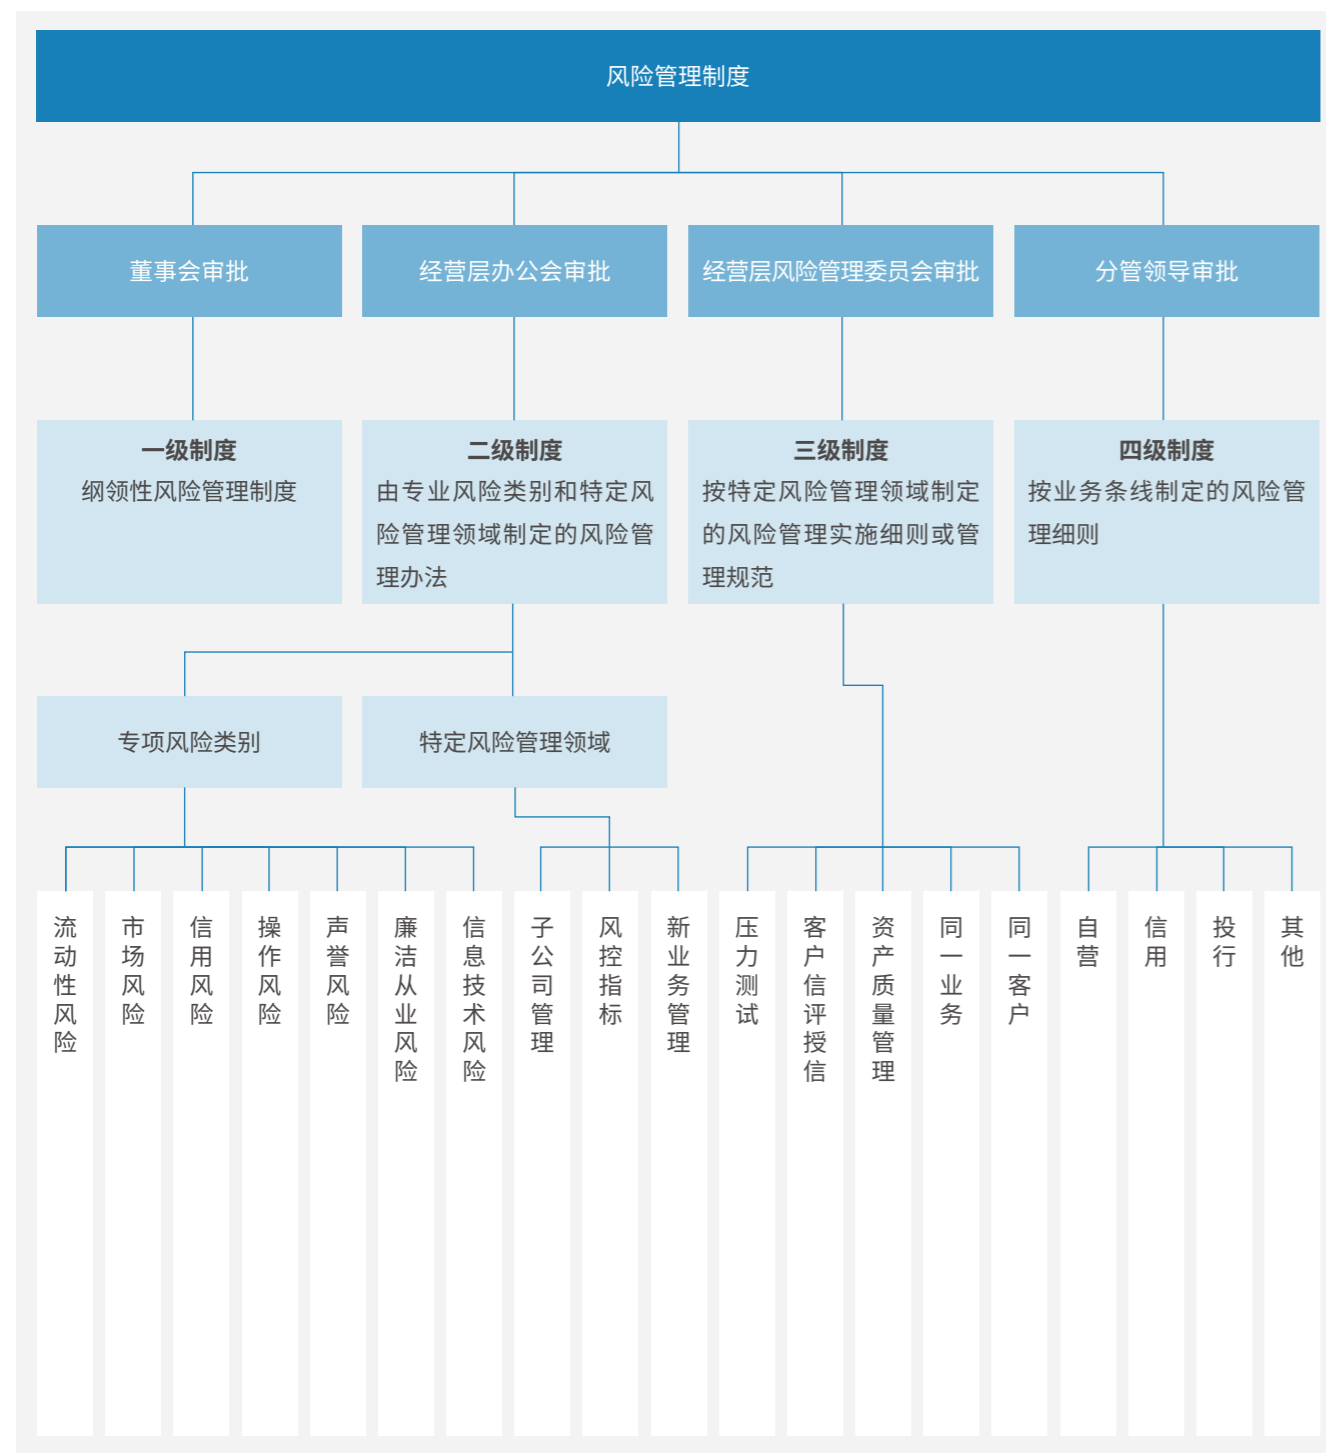 风险管理制度
董事会审批
经营层办公会审批
经营层风险管理委员会审批
分管领导审批
一级制度
纲领性风险管理制度
二级制度
由专业风险类别和特定风
险管理领域制定的风险管
理办法
三级制度
按特定风险管理领域制定
的风险管理实施细则或管
理规范
四级制度
按业务条线制定的风险管
理细则
专项风险类别
特定风险管理领域
流动性风险
市场风险
信用风险
操作风险
声誉风险
廉洁从业风险
信息技术风险
子公司管理
风控指标
新业务管理
压力测试
客户信评授信
资产质量管理
同一业务
同一客户
自营
信用
投行
其他